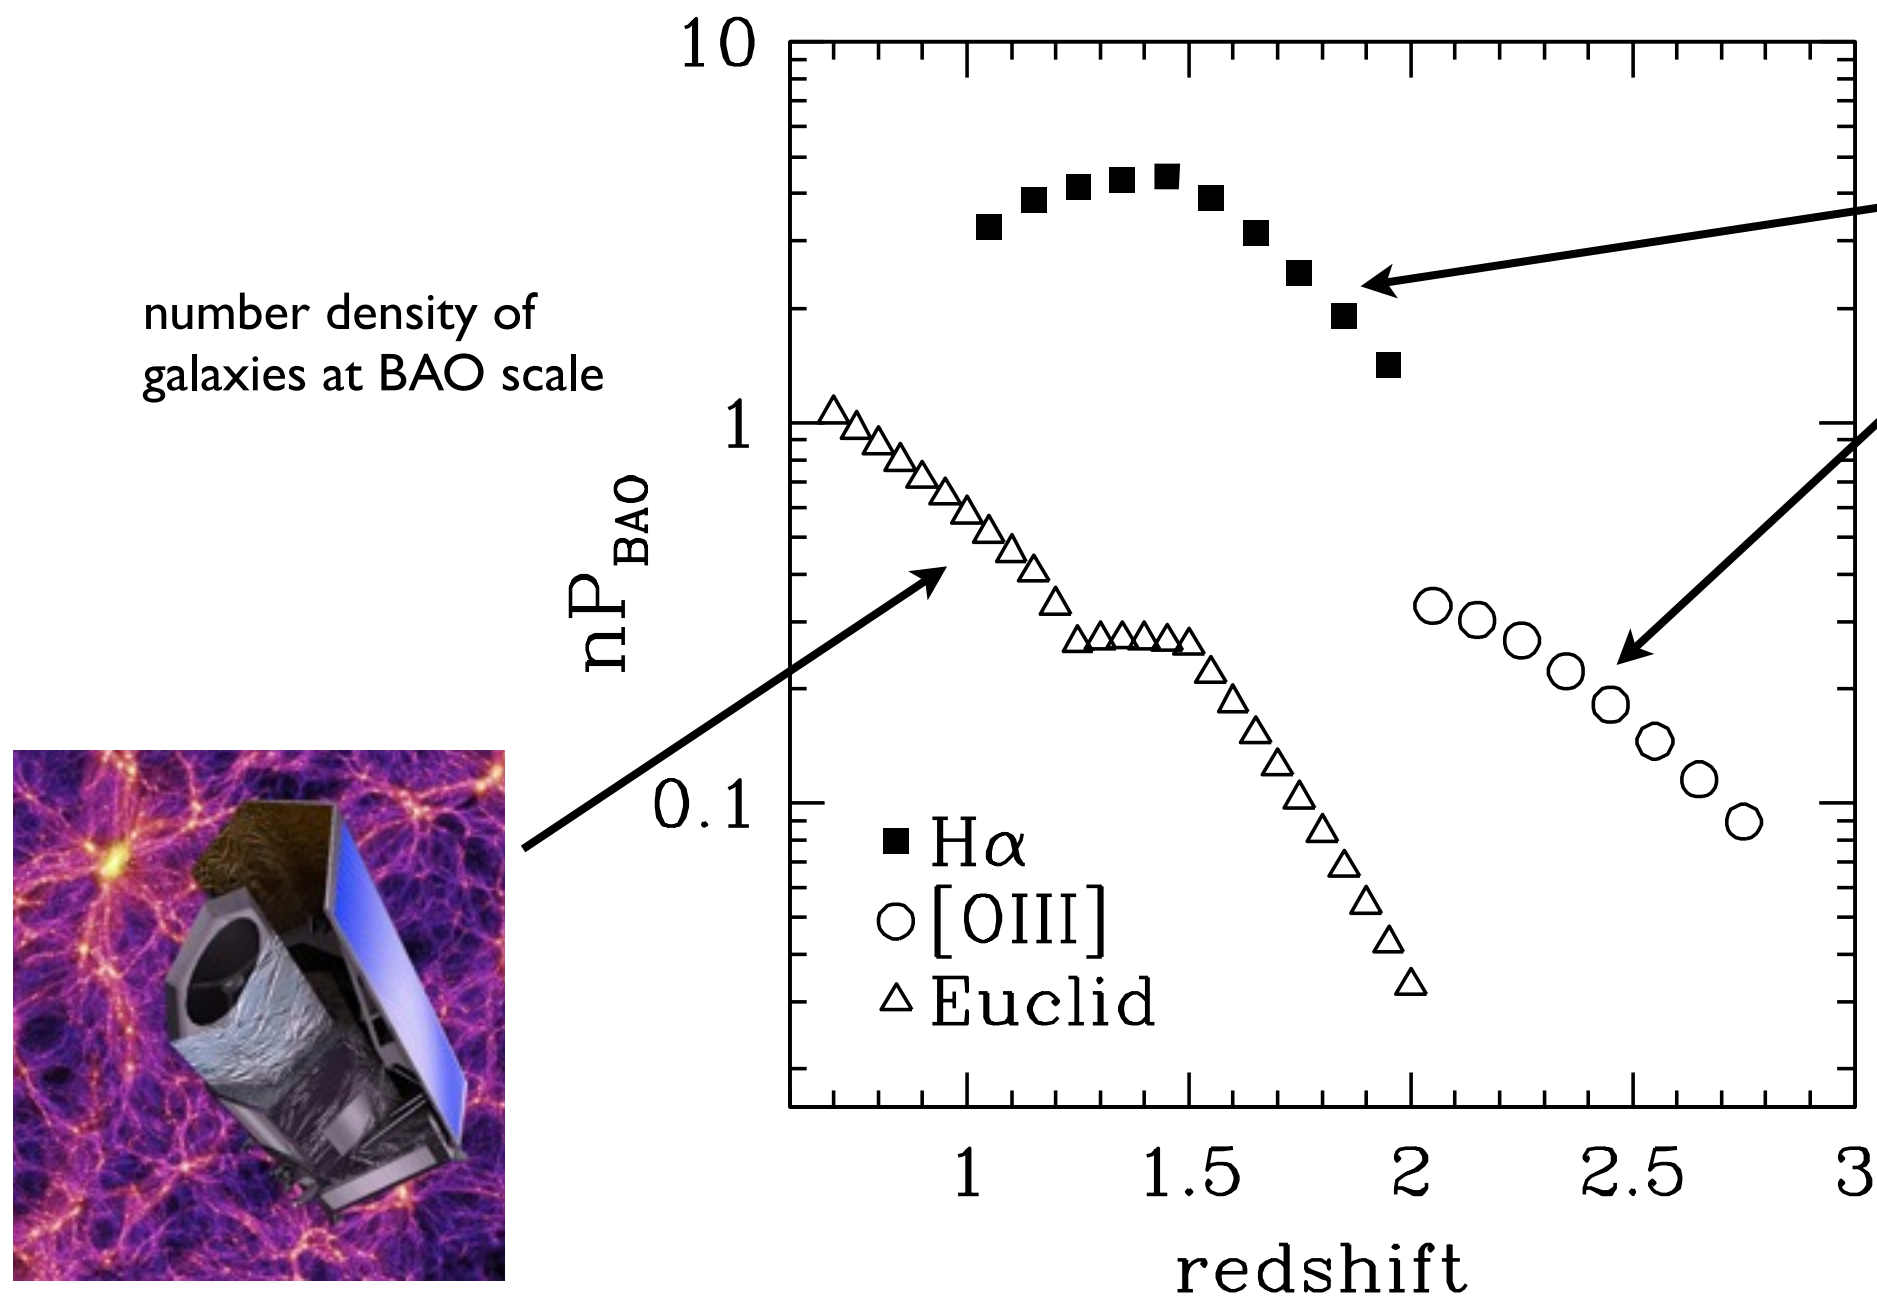 number density of
galaxies at BAO scale
nP_BAO
10
1
0.1
Hα
[OIII]
Euclid
1 1.5 2 2.5 3
redshift